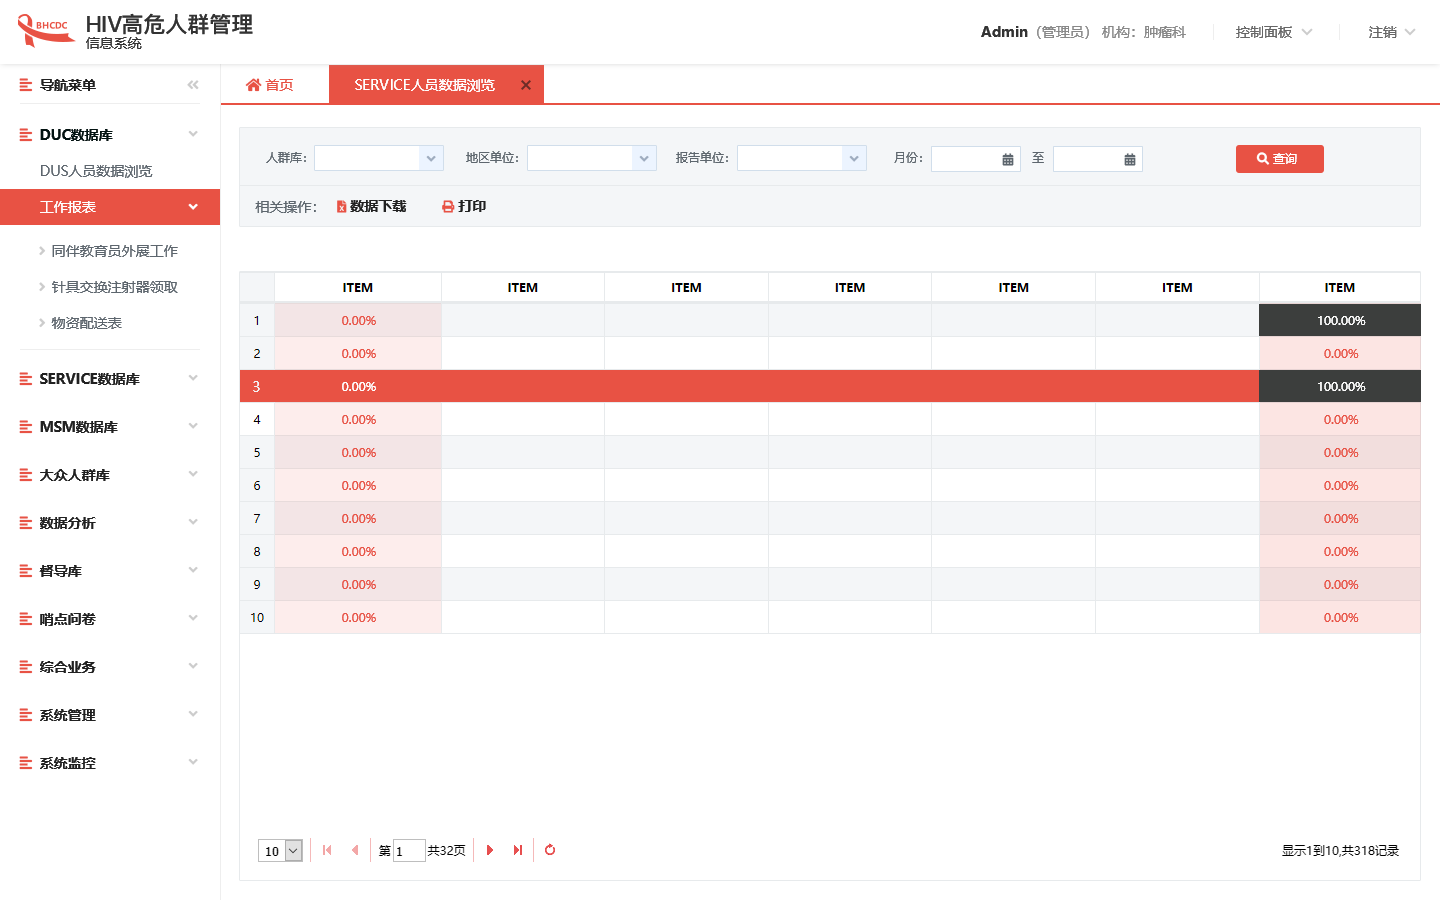 BHCDC
HIV高危人群管理
信息系统
Admin（管理员） 机构：肿瘤科 控制面板 注销
导航菜单
首页 SERVICE人员数据浏览
DUC数据库
DUS人员数据浏览
工作报表
同伴教育员外展工作
针具交换注射器领取
物资配送表
SERVICE数据库
MSM数据库
大众人群库
数据分析
督导库
哨点问卷
综合业务
系统管理
系统监控
人群库： 地区单位： 报告单位： 月份： 至 查询
相关操作： 数据下载 打印
ITEM ITEM ITEM ITEM ITEM ITEM ITEM
1 0.00% 100.00%
2 0.00% 0.00%
3 0.00% 100.00%
4 0.00% 0.00%
5 0.00% 0.00%
6 0.00% 0.00%
7 0.00% 0.00%
8 0.00% 0.00%
9 0.00% 0.00%
10 0.00% 0.00%
10 第 1 共32页 显示1到10,共318记录